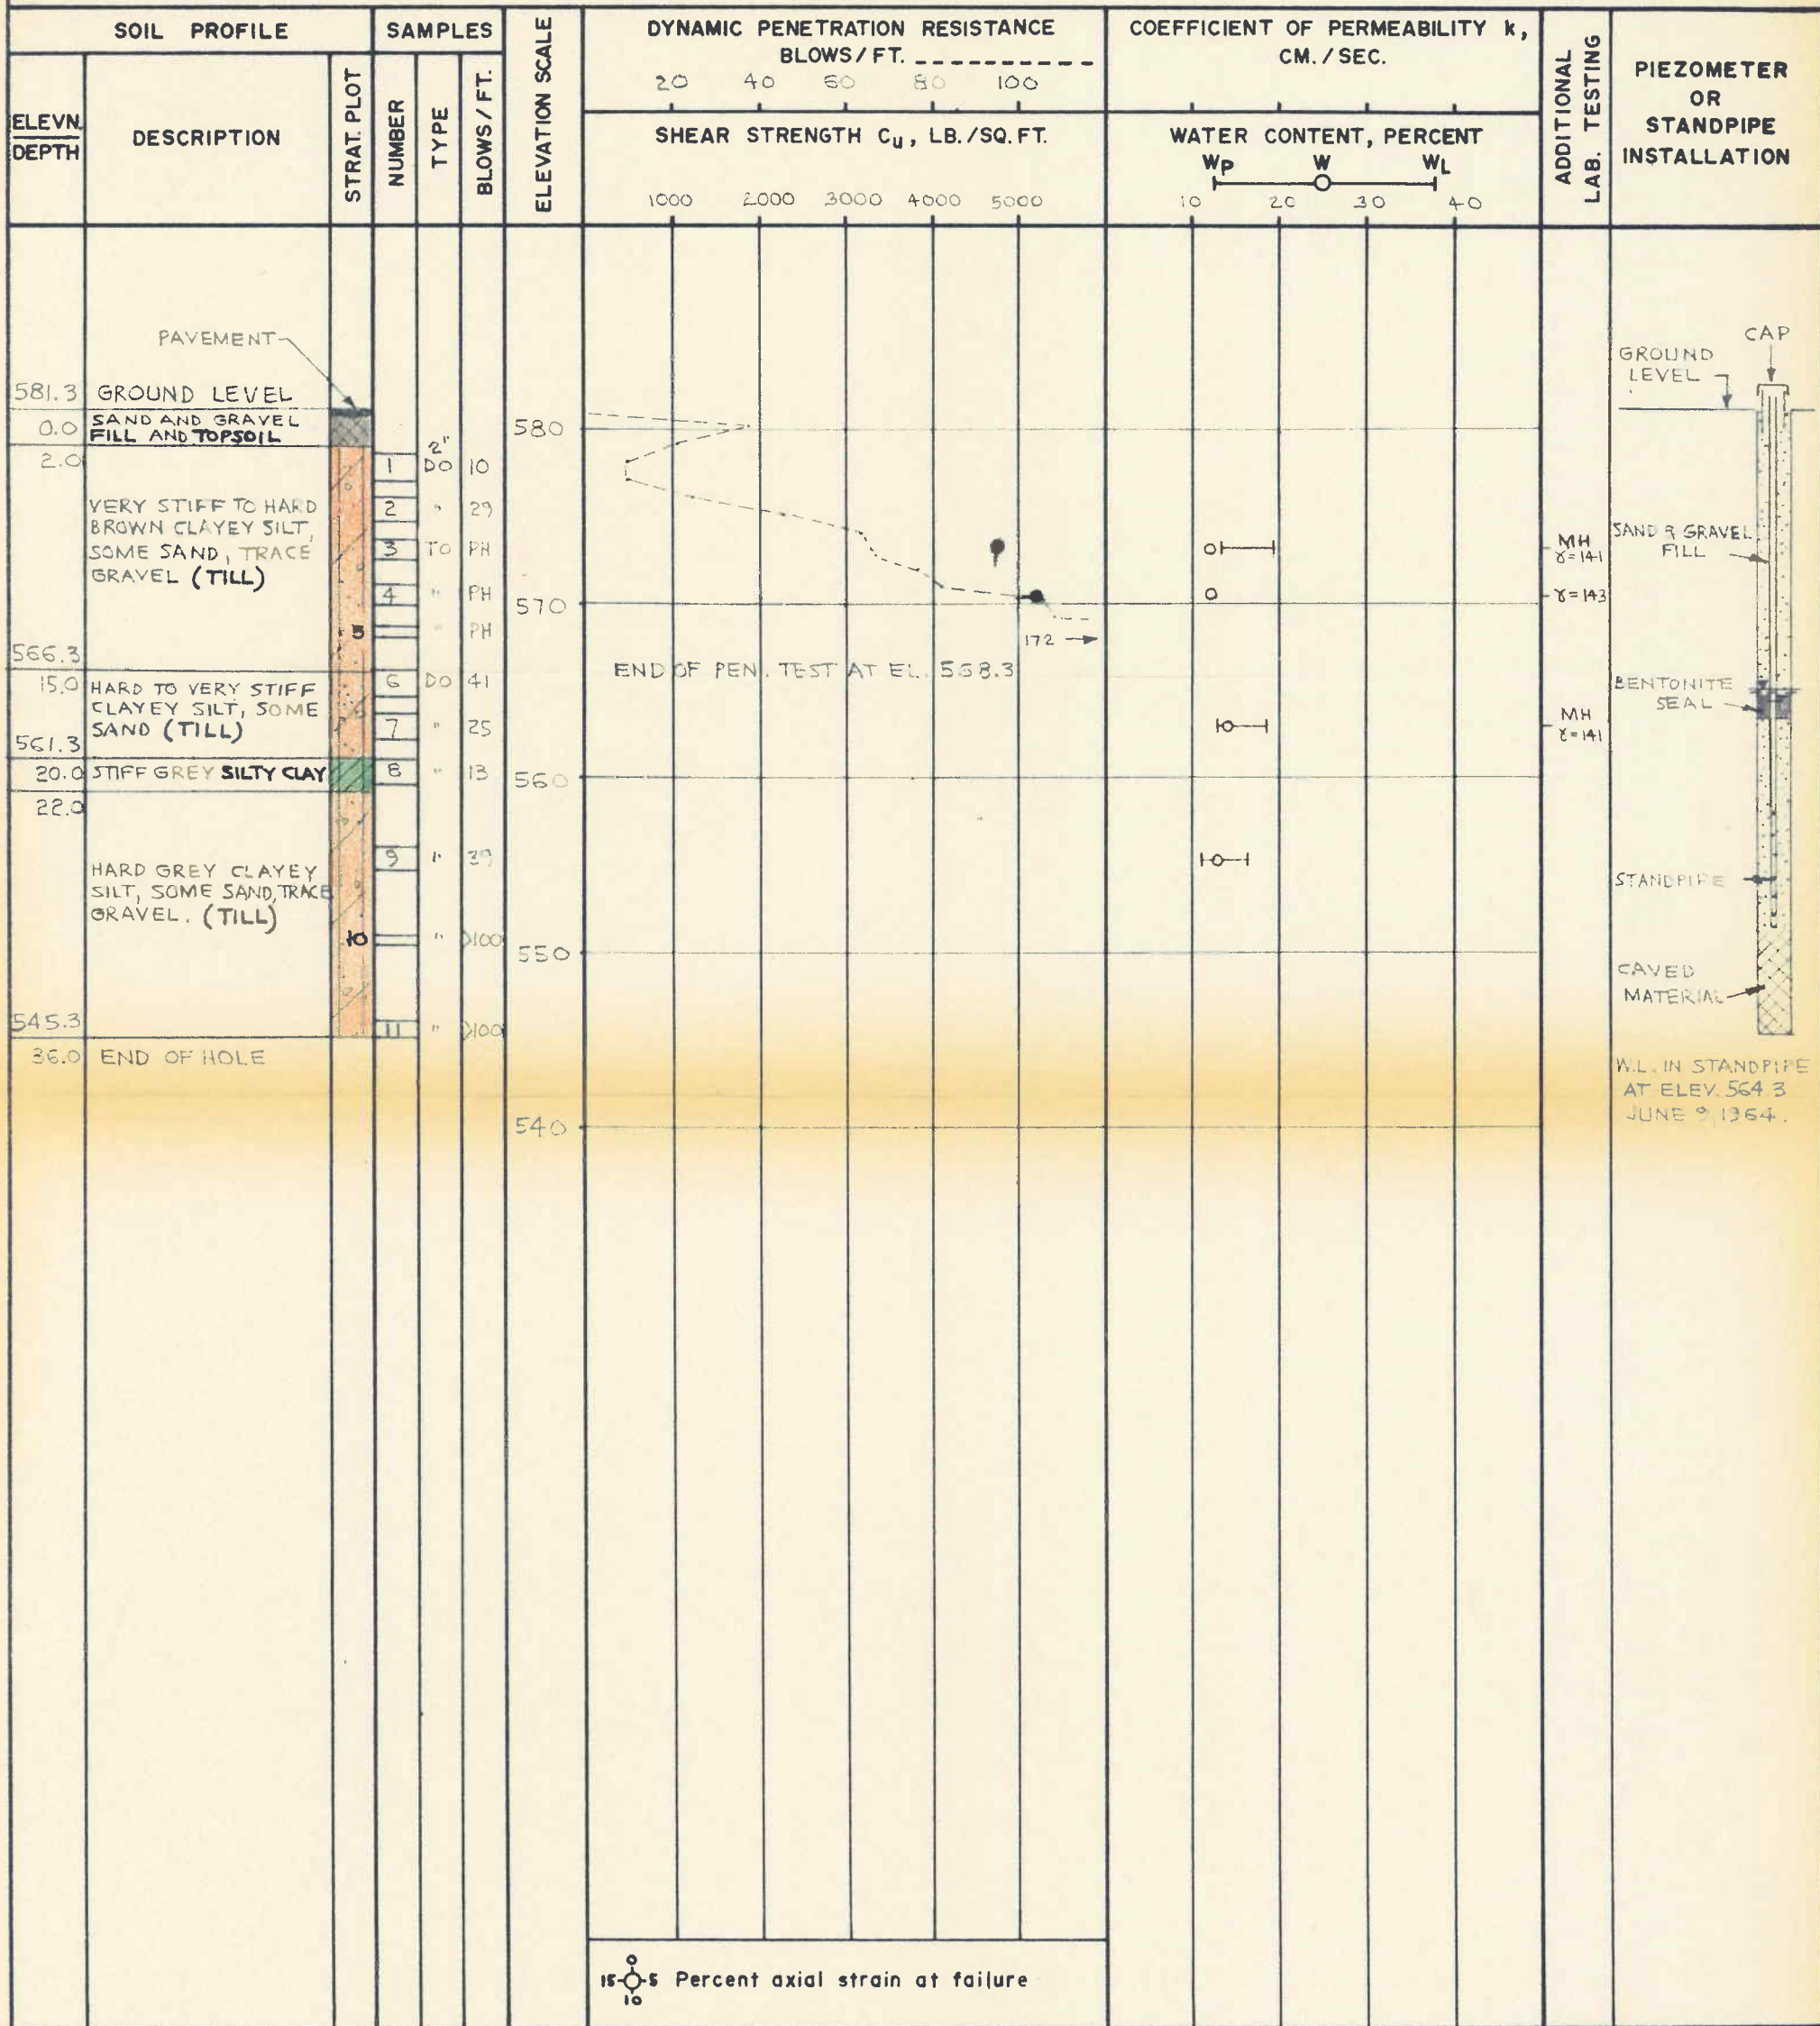 SOIL PROFILE
SAMPLES
ELEVATION SCALE
DYNAMIC PENETRATION RESISTANCE
BLOWS/FT.
20 40 60 80 100
SHEAR STRENGTH Cu, LB./SQ.FT.
1000 2000 3000 4000 5000
COEFFICIENT OF PERMEABILITY k,
CM./SEC.
WATER CONTENT, PERCENT
WP W WL
10 20 30 40
ADDITIONAL
LAB. TESTING
PIEZOMETER
OR
STANDPIPE
INSTALLATION
ELEVN.
DEPTH
DESCRIPTION
STRAT. PLOT
NUMBER
TYPE
BLOWS/FT.
PAVEMENT
581.3 GROUND LEVEL
0.0 SAND AND GRAVEL
FILL AND TOPSOIL
2.0
VERY STIFF TO HARD
BROWN CLAYEY SILT,
SOME SAND, TRACE
GRAVEL (TILL)
566.3
15.0 HARD TO VERY STIFF
CLAYEY SILT, SOME
SAND (TILL)
561.3
20.0 STIFF GREY SILTY CLAY
22.0
HARD GREY CLAYEY
SILT, SOME SAND, TRACE
GRAVEL. (TILL)
545.3
36.0 END OF HOLE
2"
1 DO 10
2 " 29
3 TO PH
4 " PH
5 " PH
6 DO 41
7 " 25
8 " 13
9 " 39
10 " >100
11 " >100
580
570
560
550
540
172
END OF PEN. TEST AT EL. 568.3
MH
γ=141
γ=143
MH
γ=141
CAP
GROUND
LEVEL
SAND & GRAVEL
FILL
BENTONITE
SEAL
STANDPIPE
CAVED
MATERIAL
W.L. IN STANDPIPE
AT ELEV. 564.3
JUNE 9, 1964.
0
15 5 Percent axial strain at failure
10